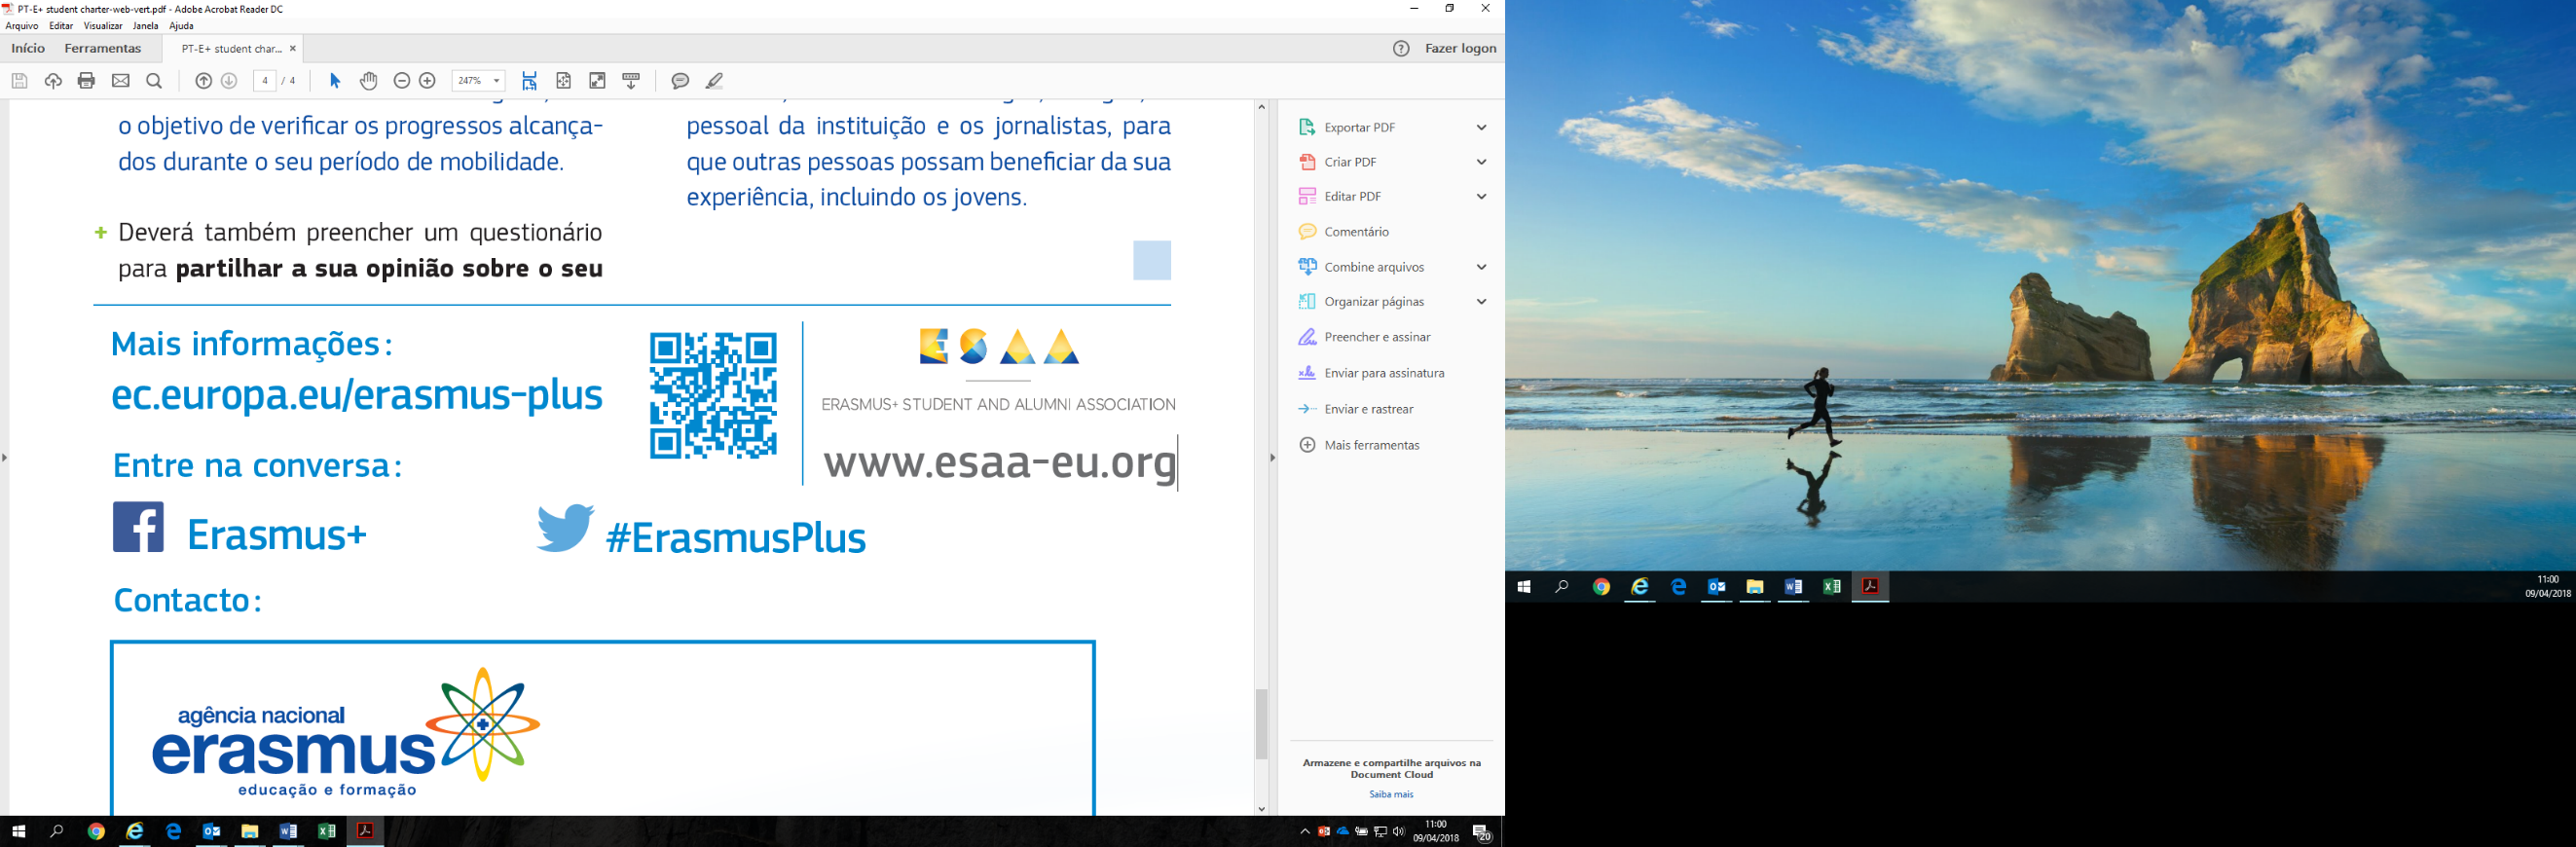 PT-E+ student charter-web-vert.pdf - Adobe Acrobat Reader DC
Arquivo Editar Visualizar Janela Ajuda
Início Ferramentas PT-E+ student char... × Fazer logon
4 / 4 247%
o objetivo de verificar os progressos alcança-
dos durante o seu período de mobilidade.
+ Deverá também preencher um questionário
para partilhar a sua opinião sobre o seu
pessoal da instituição e os jornalistas, para
que outras pessoas possam beneficiar da sua
experiência, incluindo os jovens.
Mais informações:
ec.europa.eu/erasmus-plus
ESAA
ERASMUS+ STUDENT AND ALUMNI ASSOCIATION
www.esaa-eu.org
Entre na conversa:
Erasmus+
#ErasmusPlus
Contacto:
agência nacional
erasmus
educação e formação
Exportar PDF
Criar PDF
Editar PDF
Comentário
Combine arquivos
Organizar páginas
Preencher e assinar
Enviar para assinatura
Enviar e rastrear
Mais ferramentas
Armazene e compartilhe arquivos na
Document Cloud
Saiba mais
11:00
09/04/2018
20
11:00
09/04/2018